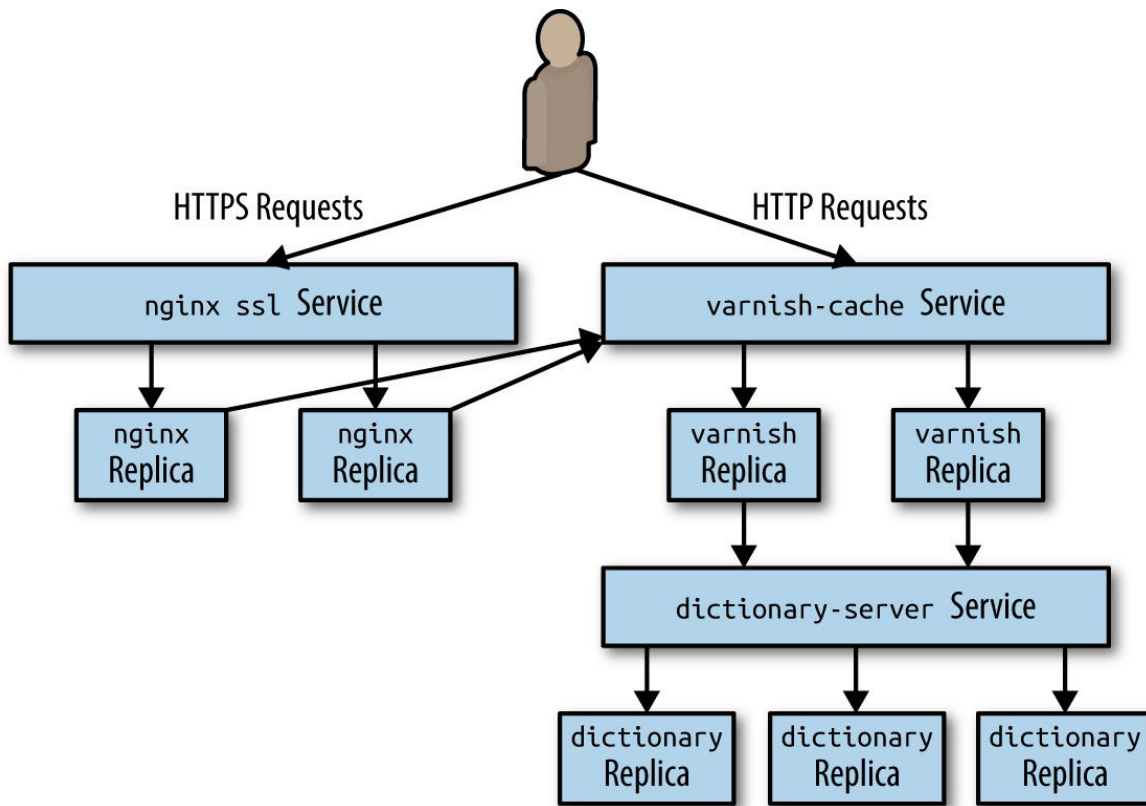 HTTPS Requests
HTTP Requests
nginx ssl Service
varnish-cache Service
nginx
Replica
nginx
Replica
varnish
Replica
varnish
Replica
dictionary-server Service
dictionary
Replica
dictionary
Replica
dictionary
Replica